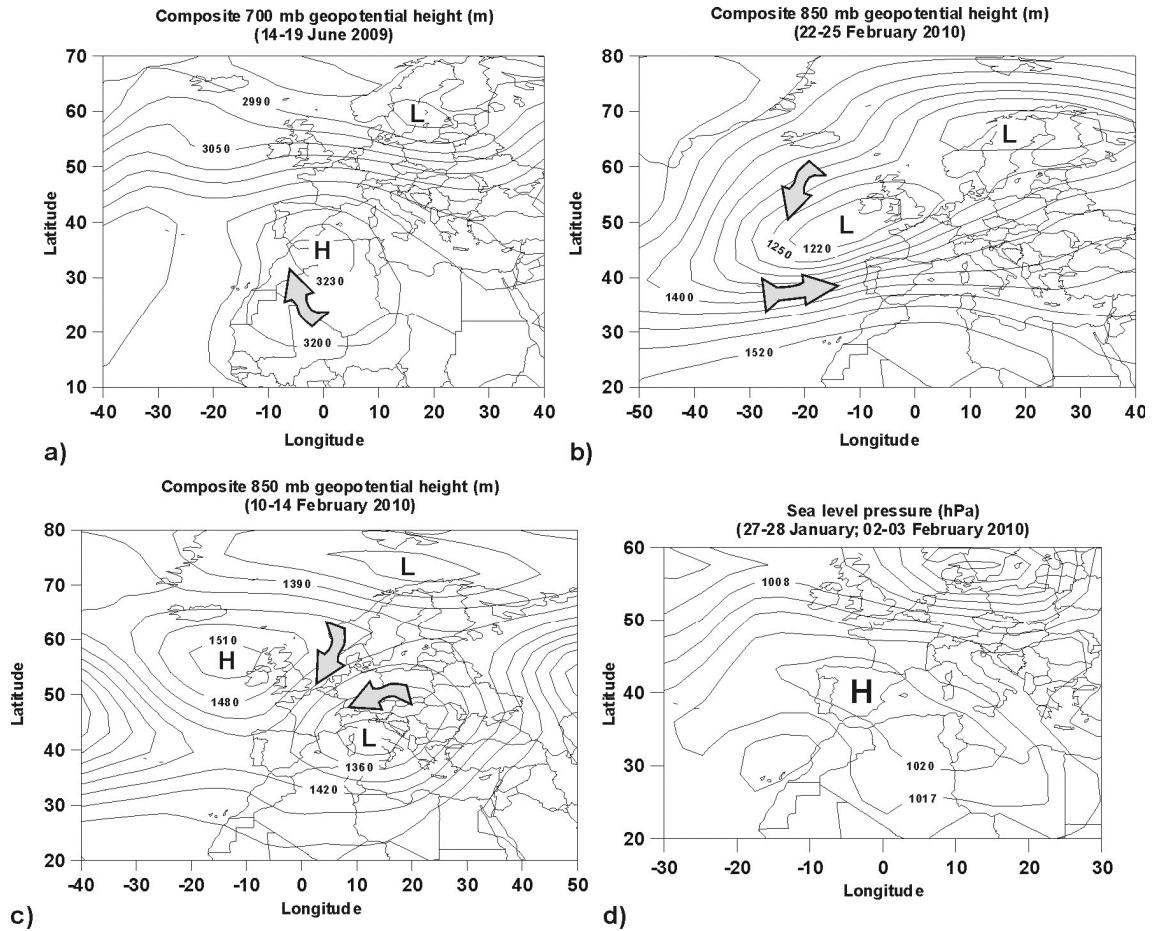 Composite 700 mb geopotential height (m)
(14-19 June 2009)
70
60
50
40
30
20
10
Latitude
2990
3050
L
H
3230
3200
-40 -30 -20 -10 0 10 20 30 40
Longitude
a)
Composite 850 mb geopotential height (m)
(22-25 February 2010)
80
70
60
50
40
30
20
Latitude
L
L
1250
1220
1400
1520
-50 -40 -30 -20 -10 0 10 20 30 40
Longitude
b)
Composite 850 mb geopotential height (m)
(10-14 February 2010)
80
70
60
50
40
30
20
Latitude
L
1390
1510
H
1480
L
1360
1420
-40 -30 -20 -10 0 10 20 30 40 50
Longitude
c)
Sea level pressure (hPa)
(27-28 January; 02-03 February 2010)
60
50
40
30
20
Latitude
1008
H
1020
1017
-30 -20 -10 0 10 20 30
Longitude
d)